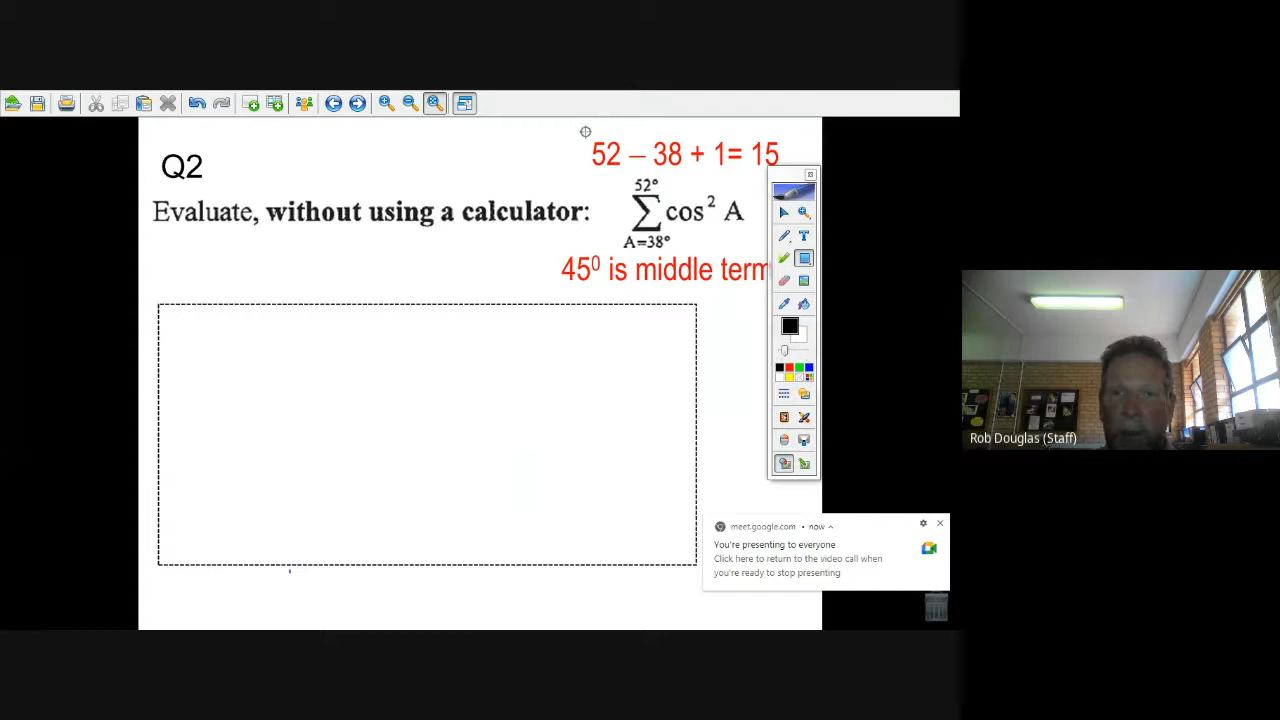 52 – 38 + 1= 15
Q2
Evaluate, without using a calculator:
52°
∑ cos² A
A=38°
45⁰ is middle term
Rob Douglas (Staff)
meet.google.com • now
You're presenting to everyone
Click here to return to the video call when
you're ready to stop presenting